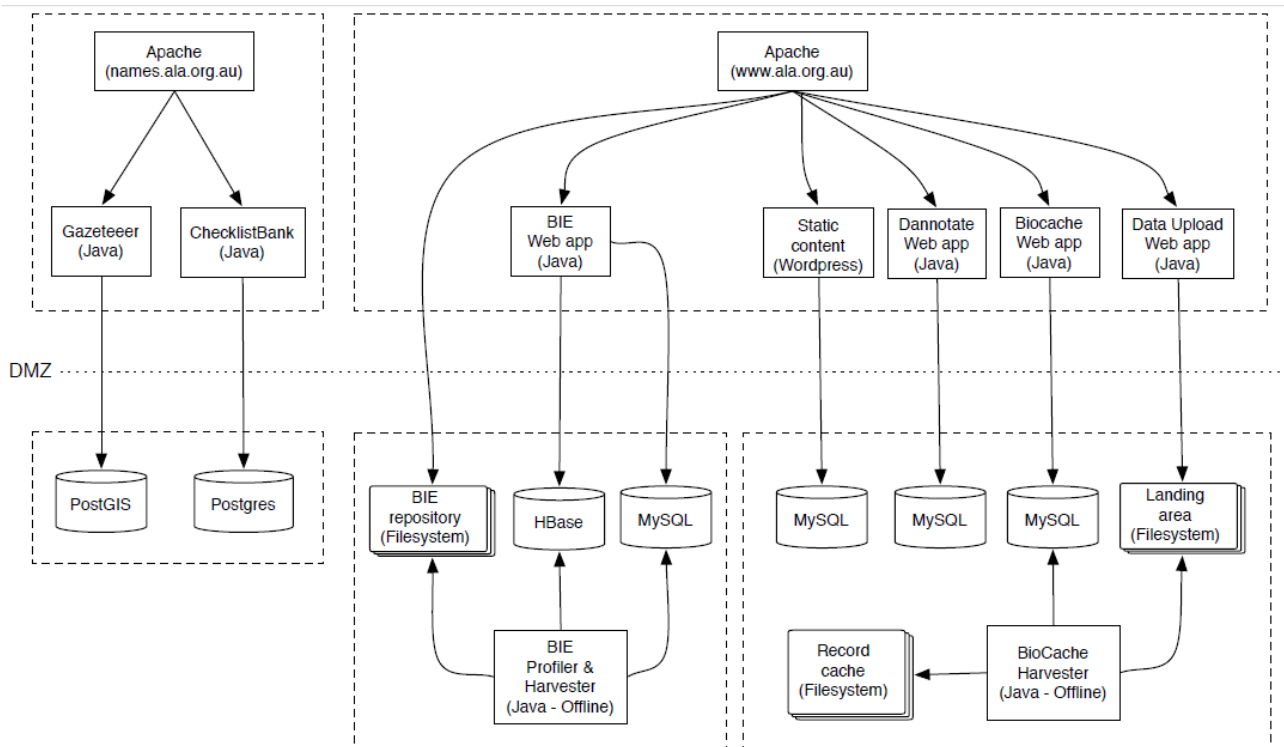 Apache
(names.ala.org.au)
Apache
(www.ala.org.au)
Gazeteeer
(Java)
ChecklistBank
(Java)
BIE
Web app
(Java)
Static
content
(Wordpress)
Dannotate
Web app
(Java)
Biocache
Web app
(Java)
Data Upload
Web app
(Java)
DMZ
PostGIS
Postgres
BIE
repository
(Filesystem)
HBase
MySQL
MySQL
MySQL
MySQL
Landing
area
(Filesystem)
BIE
Profiler &
Harvester
(Java - Offline)
Record
cache
(Filesystem)
BioCache
Harvester
(Java - Offline)